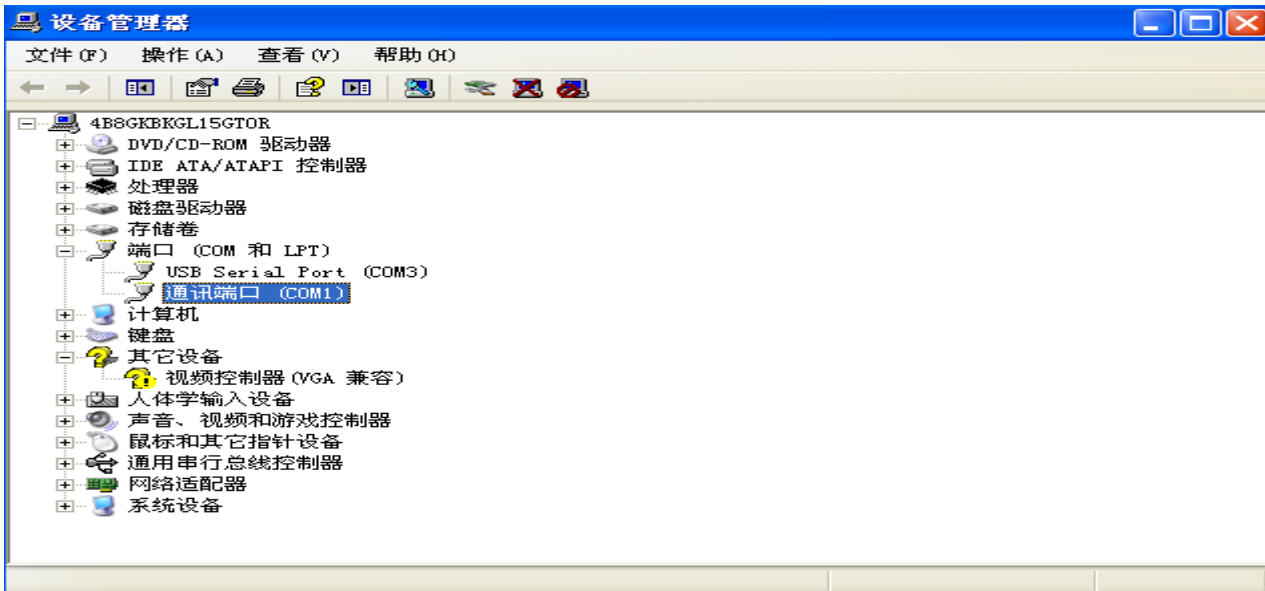 设备管理器
文件(F) 操作(A) 查看(V) 帮助(H)
4B8GKBKGL15GTOR
DVD/CD-ROM 驱动器
IDE ATA/ATAPI 控制器
处理器
磁盘驱动器
存储卷
端口 (COM 和 LPT)
USB Serial Port (COM3)
通讯端口 (COM1)
计算机
键盘
其它设备
视频控制器(VGA 兼容)
人体学输入设备
声音、视频和游戏控制器
鼠标和其它指针设备
通用串行总线控制器
网络适配器
系统设备